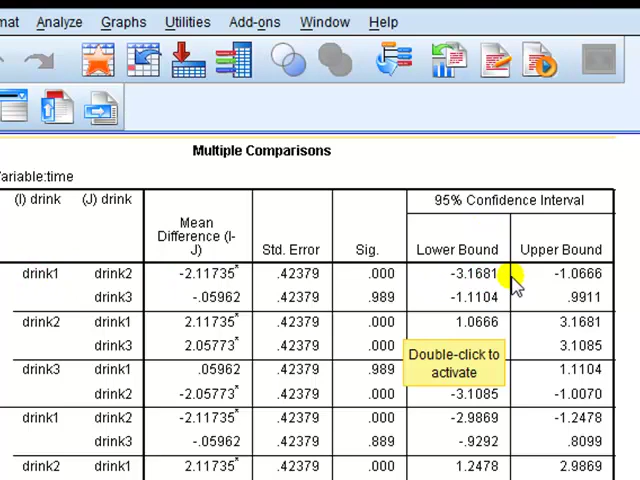 mat Analyze Graphs Utilities Add-ons Window Help
Multiple Comparisons
Variable:time
(I) drink (J) drink Mean Difference (I-J) Std. Error Sig. 95% Confidence Interval
Lower Bound Upper Bound
drink1 drink2 -2.11735* .42379 .000 -3.1681 -1.0666
drink3 -.05962 .42379 .989 -1.1104 .9911
drink2 drink1 2.11735* .42379 .000 1.0666 3.1681
drink3 2.05773* .42379 .000 3.1085
Double-click to
activate
drink3 drink1 .05962 .42379 .989 1.1104
drink2 -2.05773* .42379 .000 -3.1085 -1.0070
drink1 drink2 -2.11735* .42379 .000 -2.9869 -1.2478
drink3 -.05962 .42379 .889 -.9292 .8099
drink2 drink1 2.11735* .42379 .000 1.2478 2.9869